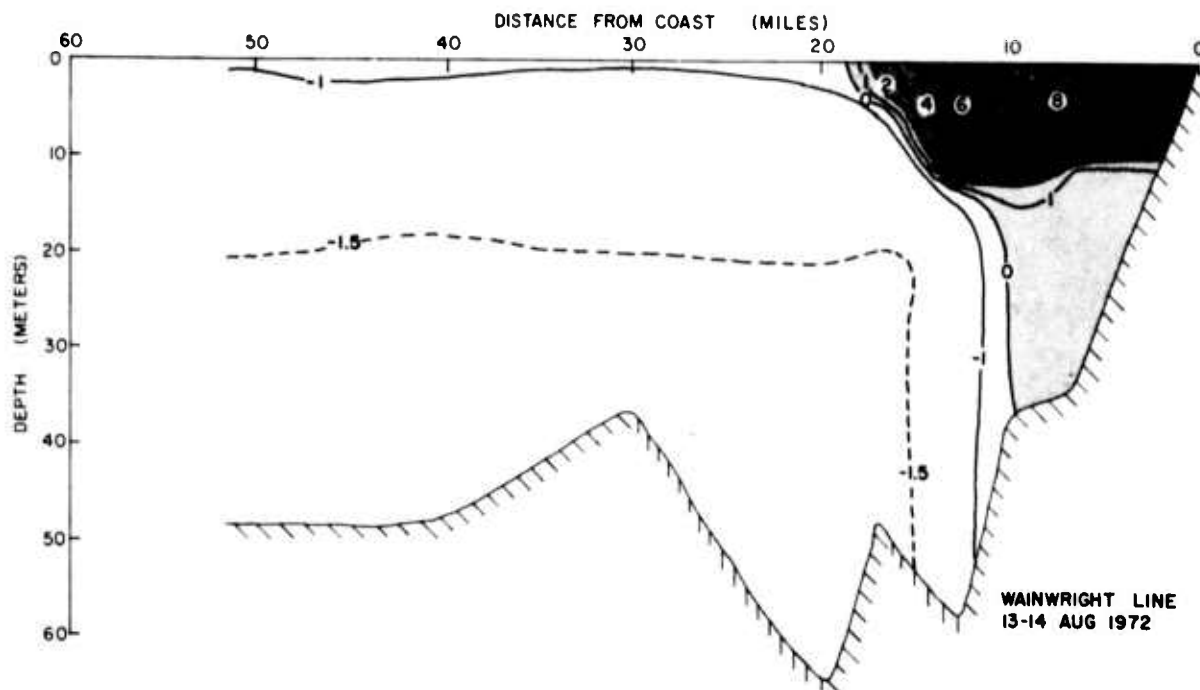 DISTANCE FROM COAST (MILES)
60 50 40 30 20 10 0
0
10
20
30
40
50
60
DEPTH (METERS)
-1
1 2
0 4 6 8
1
-1.5
0
-1
-1.5
WAINWRIGHT LINE
13-14 AUG 1972